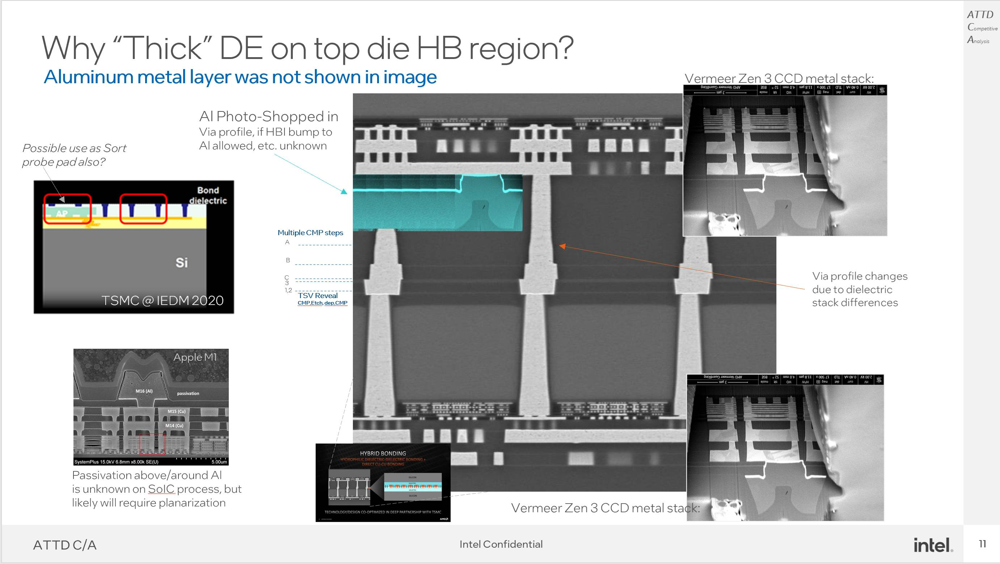 ATTD
Competitive
Analysis
Why “Thick” DE on top die HB region?
Aluminum metal layer was not shown in image
Vermeer Zen 3 CCD metal stack:
AMD Vermeer GuardRing
3 µm
HV
2.00 kV
curr
0.40 nA
det
TLD
mag
17 500 x
HFW
11.8 µm
WD
4.0 mm
tilt
52 °
mode
BSE
Al Photo-Shopped in
Via profile, if HBI bump to
Al allowed, etc. unknown
Possible use as Sort
probe pad also?
Bond
dielectric
AP
Si
TSMC @ IEDM 2020
Multiple CMP steps
A
B
C
3
1,2
TSV Reveal
CMP,Etch, dep,CMP
Via profile changes
due to dielectric
stack differences
Apple M1
M16 (Al)
passivation
M15 (Cu)
M14 (Cu)
SystemPlus 15.0kV 6.8mm x8.00k SE(U)
5.00um
Passivation above/around Al
is unknown on SoIC process, but
likely will require planarization
HYBRID BONDING
HYDROPHILIC DIELECTRIC-DIELECTRIC BONDING +
DIRECT CU-CU BONDING
SILICON
DIELECTRIC
DIELECTRIC
SILICON
TECHNOLOGY/DESIGN CO-OPTIMIZED IN DEEP PARTNERSHIP WITH TSMC
AMD
AMD Vermeer GuardRing
3 µm
HV
2.00 kV
curr
0.40 nA
det
TLD
mag
17 500 x
HFW
11.8 µm
WD
4.0 mm
tilt
52 °
mode
BSE
Vermeer Zen 3 CCD metal stack:
ATTD C/A
Intel Confidential
intel®
11